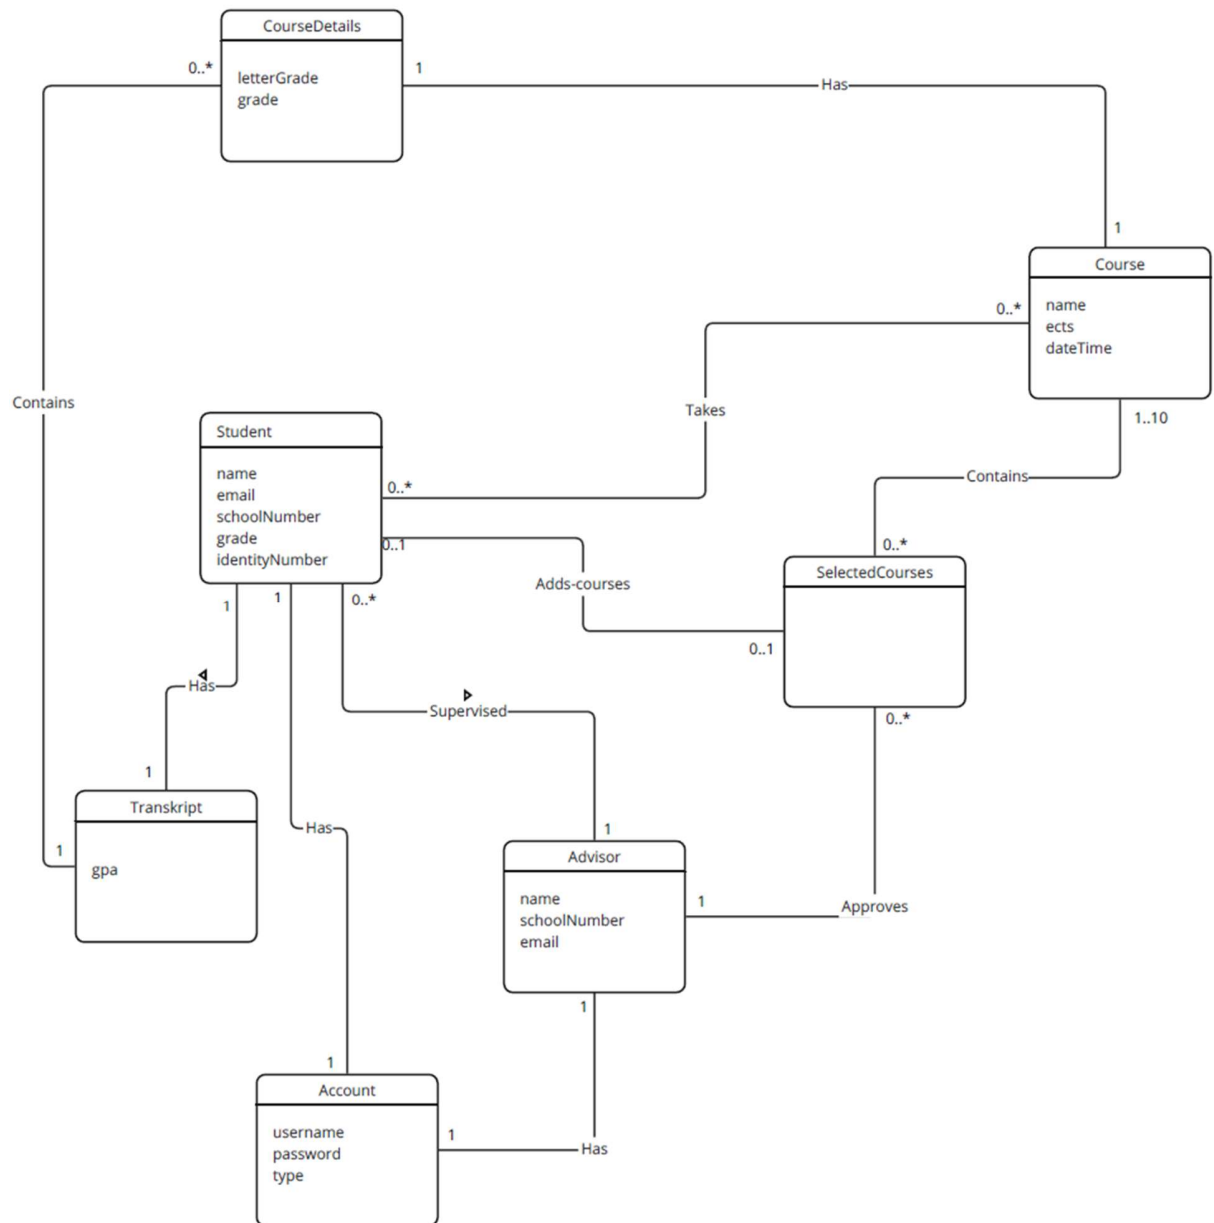 CourseDetails
0..*
letterGrade
grade
1
Has
1
Course
name
ects
dateTime
0..*
1..10
Contains
Takes
Student
name
email
schoolNumber
grade
identityNumber
0..*
0..1
Adds-courses
0..1
Contains
0..*
SelectedCourses
0..*
1
1
0..*
Has
Supervised
1
Transkript
gpa
1
Has
1
Advisor
name
schoolNumber
email
1
Approves
1
1
Account
username
password
type
1
Has